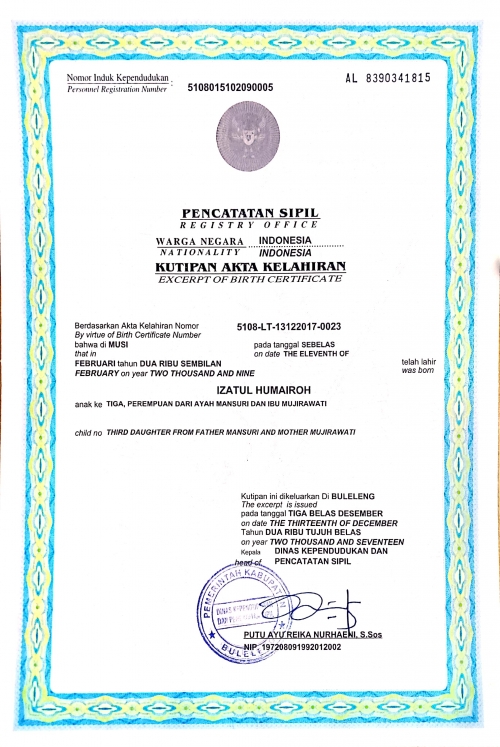 Nomor Induk Kependudukan :
Personnel Registration Number
5108015102090005
AL 8390341815
PENCATATAN SIPIL
REGISTRY OFFICE
WARGA NEGARA INDONESIA
NATIONALITY INDONESIA
KUTIPAN AKTA KELAHIRAN
EXCERPT OF BIRTH CERTIFICATE
Berdasarkan Akta Kelahiran Nomor 5108-LT-13122017-0023
By virtue of Birth Certificate Number
bahwa di MUSI pada tanggal SEBELAS
that in on date THE ELEVENTH OF
FEBRUARI tahun DUA RIBU SEMBILAN telah lahir
FEBRUARY on year TWO THOUSAND AND NINE was born
IZATUL HUMAIROH
anak ke TIGA, PEREMPUAN DARI AYAH MANSURI DAN IBU MUJIRAWATI
child no THIRD DAUGHTER FROM FATHER MANSURI AND MOTHER MUJIRAWATI
Kutipan ini dikeluarkan Di BULELENG
The excerpt is issued
pada tanggal TIGA BELAS DESEMBER
on date THE THIRTEENTH OF DECEMBER
Tahun DUA RIBU TUJUH BELAS
on year TWO THOUSAND AND SEVENTEEN
Kepala DINAS KEPENDUDUKAN DAN
head of PENCATATAN SIPIL
PEMERINTAH KABUPATEN
BULELENG
PUTU AYU REIKA NURHAENI, S.Sos
NIP. 197208091992012002